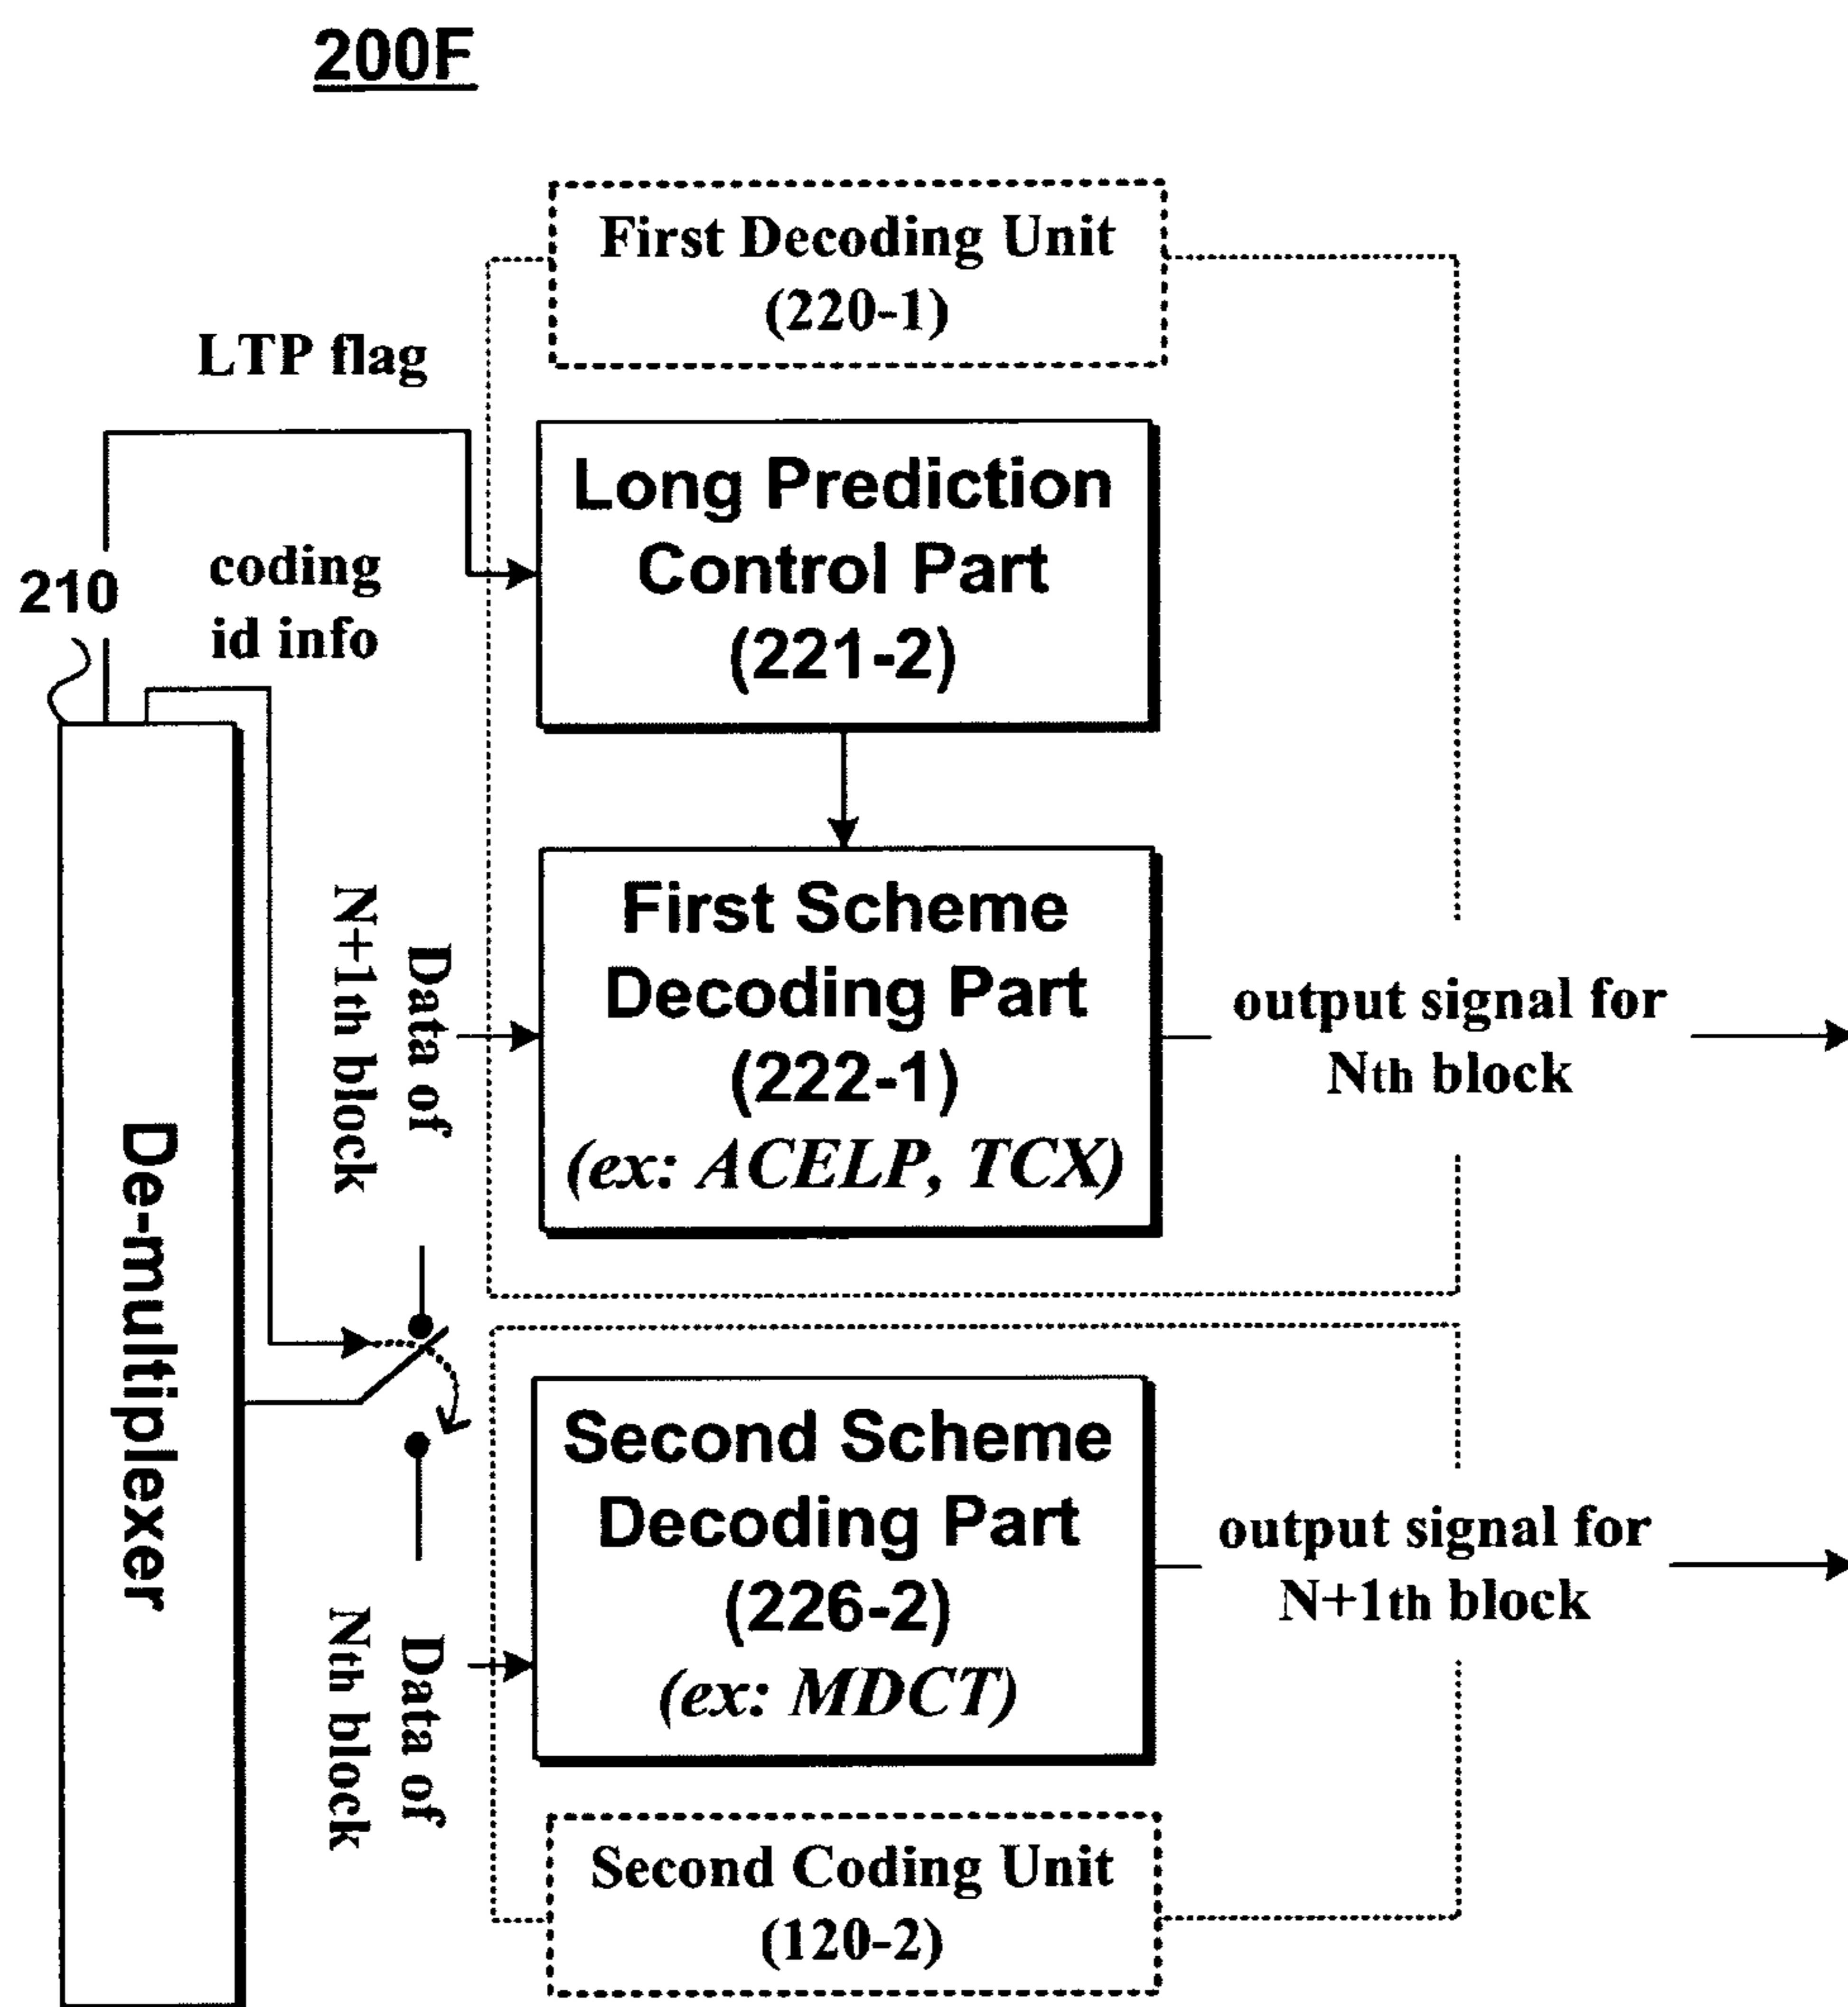 200F
First Decoding Unit
(220-1)
LTP flag
Long Prediction
Control Part
(221-2)
210
coding
id info
First Scheme
Decoding Part
(222-1)
(ex: ACELP, TCX)
Data of
N+1th block
output signal for
Nth block
De-multiplexer
Second Scheme
Decoding Part
(226-2)
(ex: MDCT)
Data of
Nth block
output signal for
N+1th block
Second Coding Unit
(120-2)